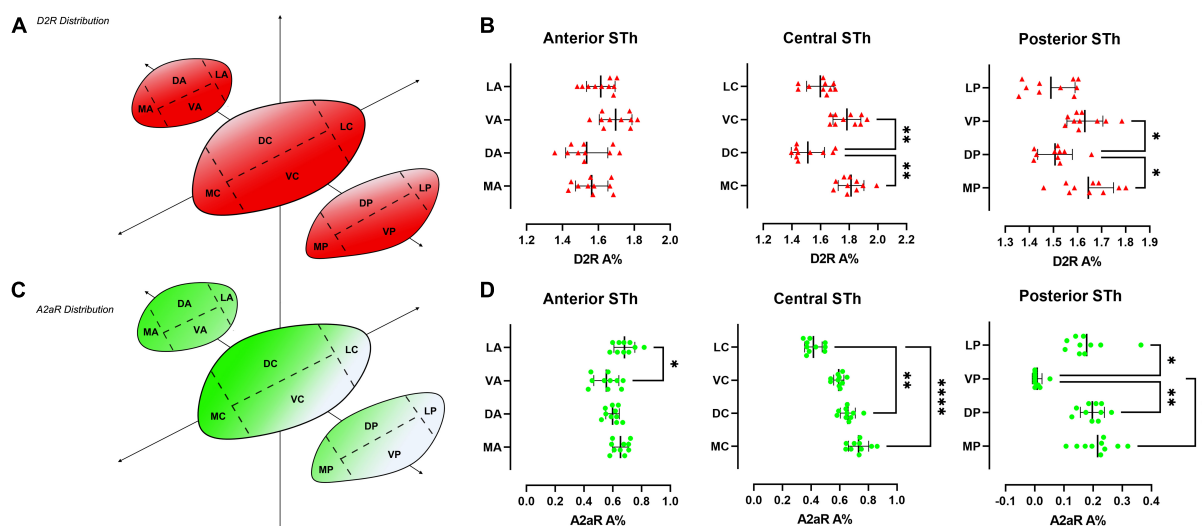 A
D2R Distribution
DA
LA
MA
VA
DC
LC
MC
VC
DP
LP
MP
VP
B
Anterior STh
LA
VA
DA
MA
1.2 1.4 1.6 1.8 2.0
D2R A%
Central STh
LC
VC
DC
MC
**
**
1.2 1.4 1.6 1.8 2.0 2.2
D2R A%
Posterior STh
LP
VP
DP
MP
*
*
1.3 1.4 1.5 1.6 1.7 1.8 1.9
D2R A%
C
A2aR Distribution
DA
LA
MA
VA
DC
LC
MC
VC
DP
LP
MP
VP
D
Anterior STh
LA
VA
DA
MA
*
0.0 0.2 0.4 0.6 0.8 1.0
A2aR A%
Central STh
LC
VC
DC
MC
**
****
0.0 0.2 0.4 0.6 0.8 1.0
A2aR A%
Posterior STh
LP
VP
DP
MP
*
**
-0.1 0.0 0.1 0.2 0.3 0.4
A2aR A%